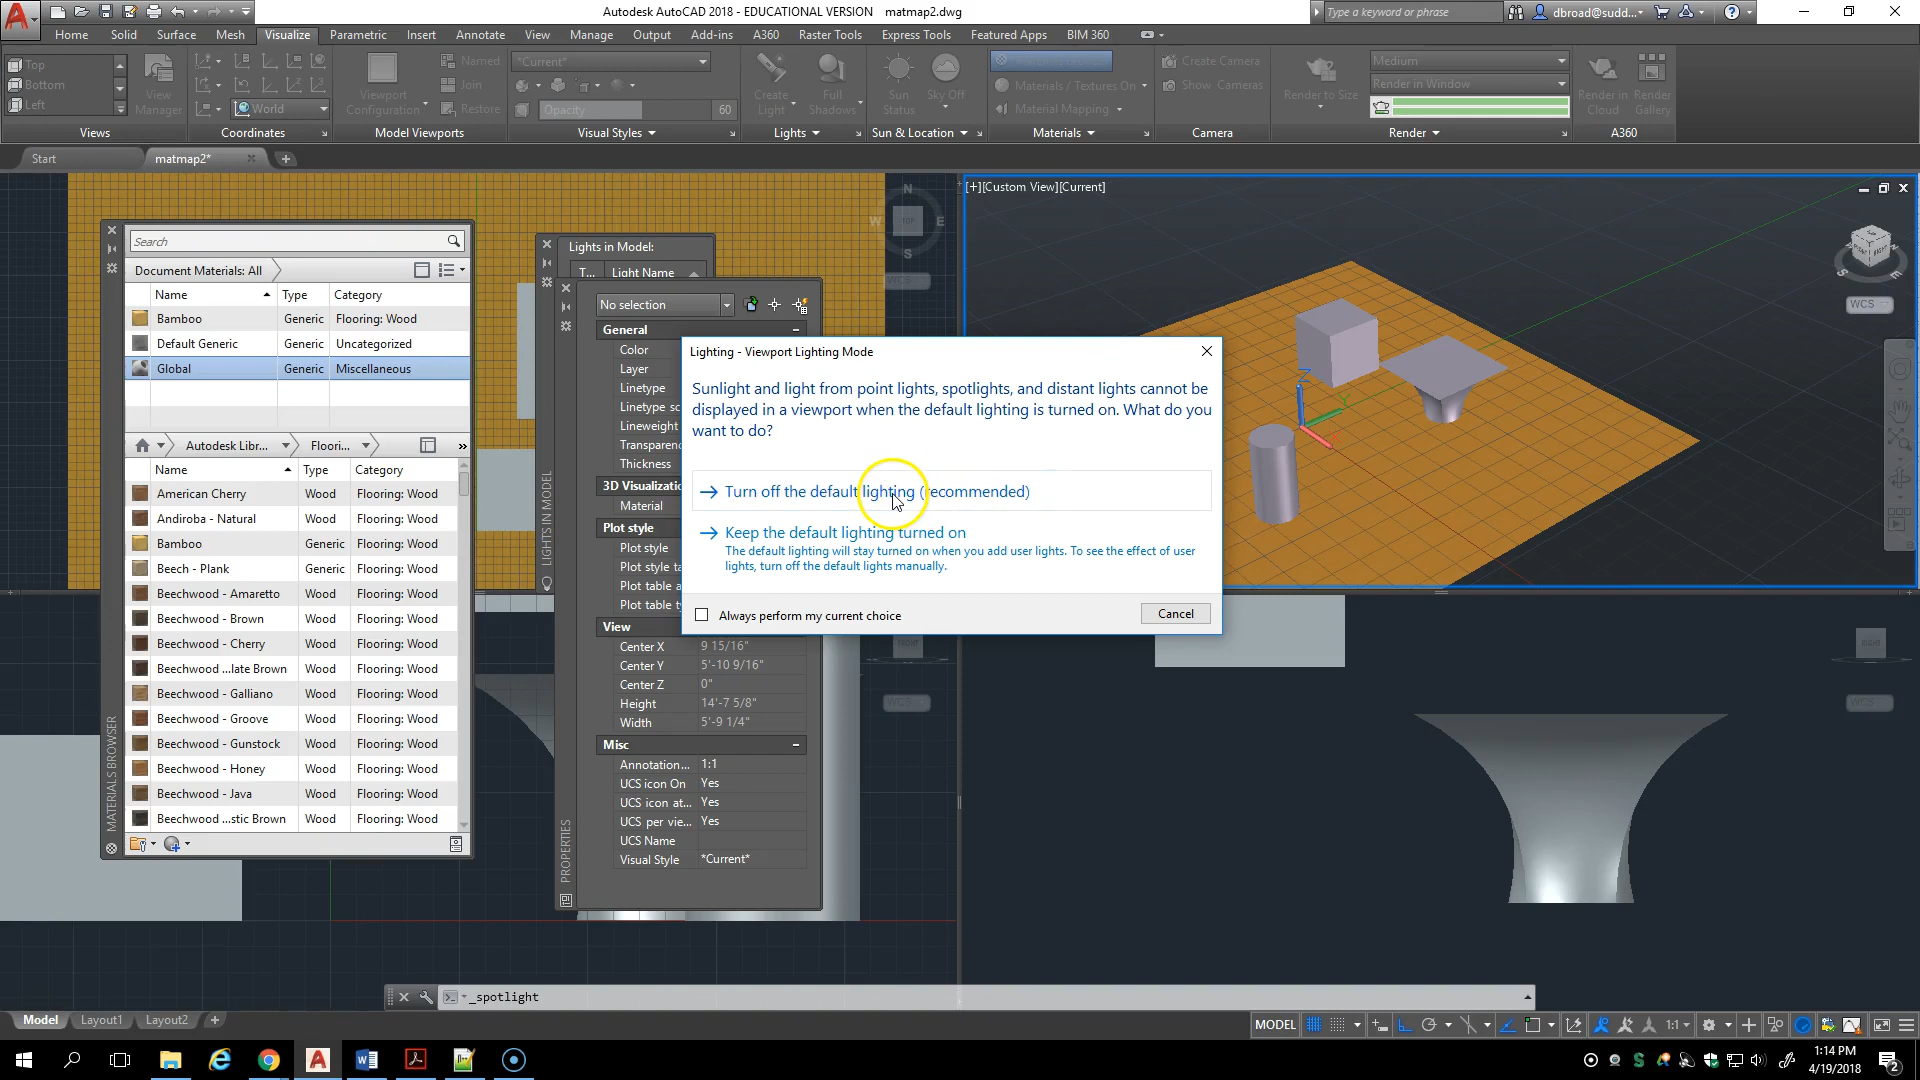 Autodesk AutoCAD 2018 - EDUCATIONAL VERSION matmap2.dwg
Type a keyword or phrase
dbroad@sudd...
Home Solid Surface Mesh Visualize Parametric Insert Annotate View Manage Output Add-ins A360 Raster Tools Express Tools Featured Apps BIM 360
Top
Bottom
Left
View Manager
World
Viewport Configuration
Named
Join
Restore
*Current*
Opacity 60
Create Light
Full Shadows
Sun Status
Sky Off
Materials / Textures On
Material Mapping
Create Camera
Show Cameras
Render to Size
Medium
Render in Window
Render in Cloud
Render Gallery
Views Coordinates Model Viewports Visual Styles Lights Sun & Location Materials Camera Render A360
Start matmap2*
[+][Custom View][Current]
Search
Document Materials: All
Name Type Category
Bamboo Generic Flooring: Wood
Default Generic Generic Uncategorized
Global Generic Miscellaneous
Autodesk Libr... Floori...
Name Type Category
American Cherry Wood Flooring: Wood
Andiroba - Natural Wood Flooring: Wood
Bamboo Generic Flooring: Wood
Beech - Plank Generic Flooring: Wood
Beechwood - Amaretto Wood Flooring: Wood
Beechwood - Brown Wood Flooring: Wood
Beechwood - Cherry Wood Flooring: Wood
Beechwood ...late Brown Wood Flooring: Wood
Beechwood - Galliano Wood Flooring: Wood
Beechwood - Groove Wood Flooring: Wood
Beechwood - Gunstock Wood Flooring: Wood
Beechwood - Honey Wood Flooring: Wood
Beechwood - Java Wood Flooring: Wood
Beechwood ...stic Brown Wood Flooring: Wood
MATERIALS BROWSER
Lights in Model:
T... Light Name
LIGHTS IN MODEL
No selection
General
Color
Layer
Linetype
Linetype sc
Lineweight
Transparen
Thickness
3D Visualizatio
Material
Plot style
Plot style
Plot style ta
Plot table a
Plot table t
View
Center X 9 15/16"
Center Y 5'-10 9/16"
Center Z 0"
Height 14'-7 5/8"
Width 5'-9 1/4"
Misc
Annotation... 1:1
UCS icon On Yes
UCS icon at... Yes
UCS per vie... Yes
UCS Name
Visual Style *Current*
PROPERTIES
Lighting - Viewport Lighting Mode
Sunlight and light from point lights, spotlights, and distant lights cannot be
displayed in a viewport when the default lighting is turned on. What do you
want to do?
Turn off the default lighting (recommended)
Keep the default lighting turned on
The default lighting will stay turned on when you add user lights. To see the effect of user
lights, turn off the default lights manually.
Always perform my current choice
Cancel
N
W TOP E
S
WCS
Z
Y
X
FRONT
WCS
RIGHT
WCS
_spotlight
Model Layout1 Layout2
MODEL
1:1
1:14 PM
4/19/2018
2